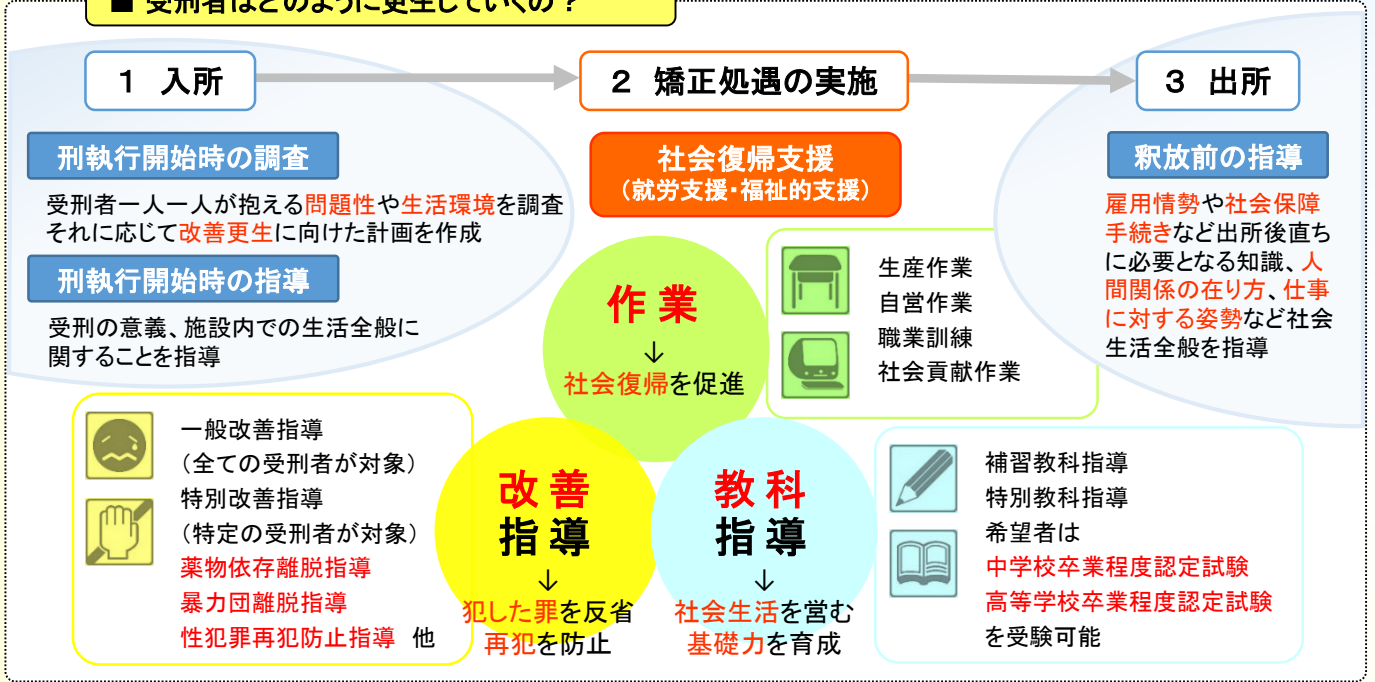 ■ 受刑者はどのように更生していくの？
１ 入所
２ 矯正処遇の実施
３ 出所
刑執行開始時の調査
受刑者一人一人が抱える問題性や生活環境を調査
それに応じて改善更生に向けた計画を作成
刑執行開始時の指導
受刑の意義、施設内での生活全般に
関することを指導
社会復帰支援
（就労支援・福祉的支援）
釈放前の指導
雇用情勢や社会保障
手続きなど出所後直ち
に必要となる知識、人
間関係の在り方、仕事
に対する姿勢など社会
生活全般を指導
作業
↓
社会復帰を促進
生産作業
自営作業
職業訓練
社会貢献作業
一般改善指導
（全ての受刑者が対象）
特別改善指導
（特定の受刑者が対象）
薬物依存離脱指導
暴力団離脱指導
性犯罪再犯防止指導 他
改善
指導
↓
犯した罪を反省
再犯を防止
教科
指導
↓
社会生活を営む
基礎力を育成
補習教科指導
特別教科指導
希望者は
中学校卒業程度認定試験
高等学校卒業程度認定試験
を受験可能